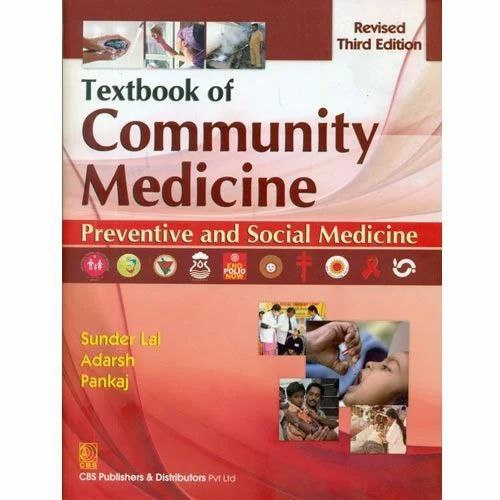 Revised
Third Edition
Textbook of
Community
Medicine
Preventive and Social Medicine
END
POLIO
NOW
Sunder Lal
Adarsh
Pankaj
CBS
CBS Publishers & Distributors Pvt Ltd